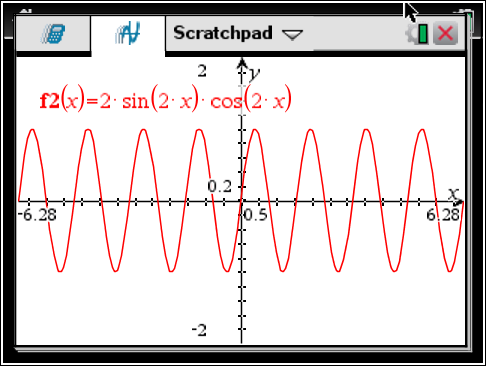 Scratchpad
2
y
f2(x)=2· sin(2· x)· cos(2· x)
0.2
x
-6.28
0.5
6.28
-2